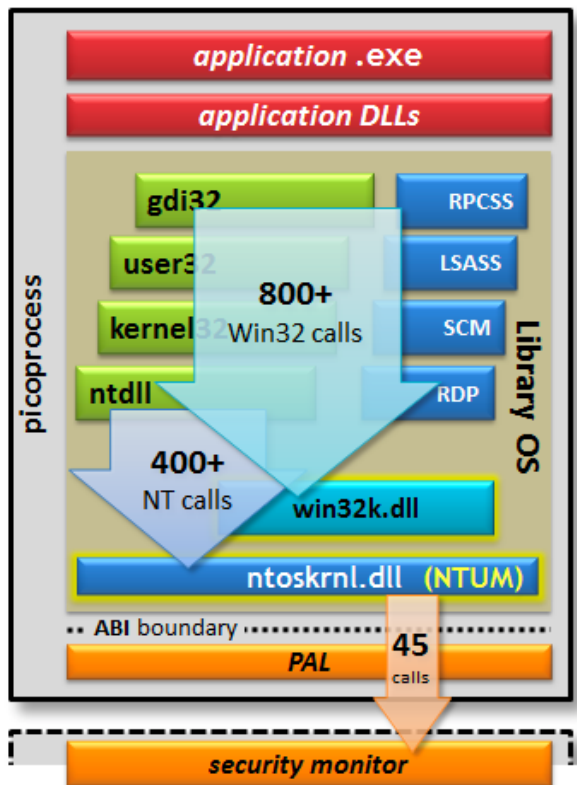 application .exe
application DLLs
picoprocess
Library OS
gdi32
RPCSS
user32
LSASS
800+
Win32 calls
kernel32
SCM
ntdll
RDP
400+
NT calls
win32k.dll
ntoskrnl.dll (NTUM)
ABI boundary
PAL
45
calls
security monitor